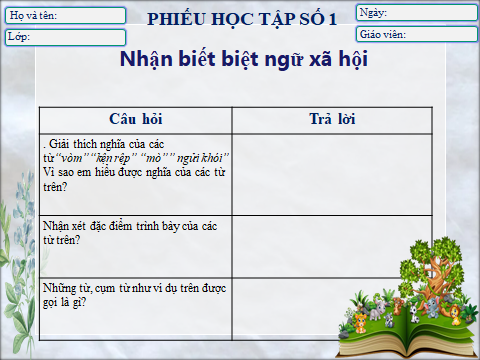 Họ và tên:
Lớp:
PHIẾU HỌC TẬP SỐ 1
Ngày:
Giáo viên:
Nhận biết biệt ngữ xã hội
Câu hỏi
Trả lời
. Giải thích nghĩa của các
từ “vòm” “kện rệp” “mò” ” ngửi khói”
Vì sao em hiểu được nghĩa của các từ
trên?
Nhận xét đặc điểm trình bày của các
từ trên?
Những từ, cụm từ như ví dụ trên được
gọi là gì?